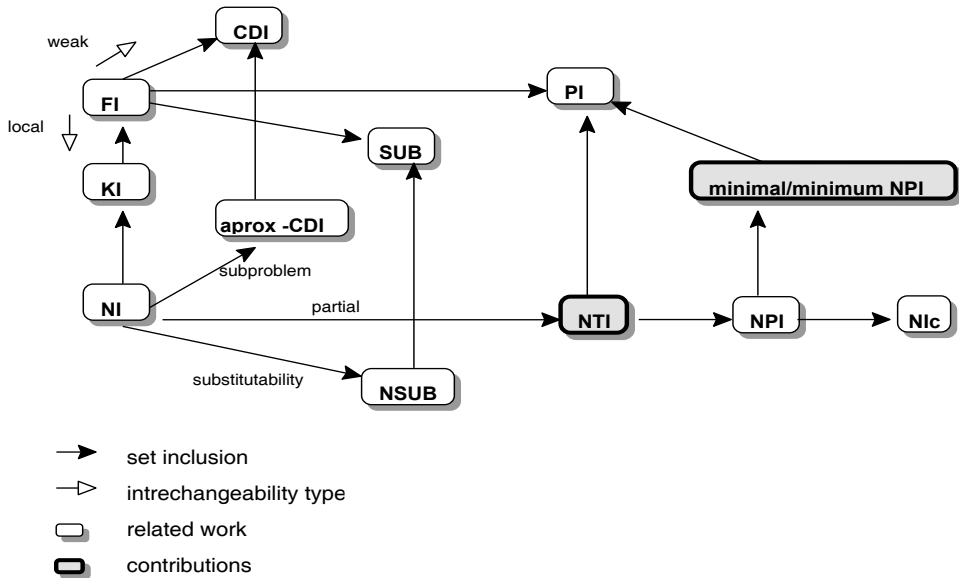 CDI
weak
PI
FI
local
SUB
KI
minimal/minimum NPI
aprox -CDI
subproblem
NI
partial
NTI
NPI
NIc
substitutability
NSUB
set inclusion
intrechangeability type
related work
contributions